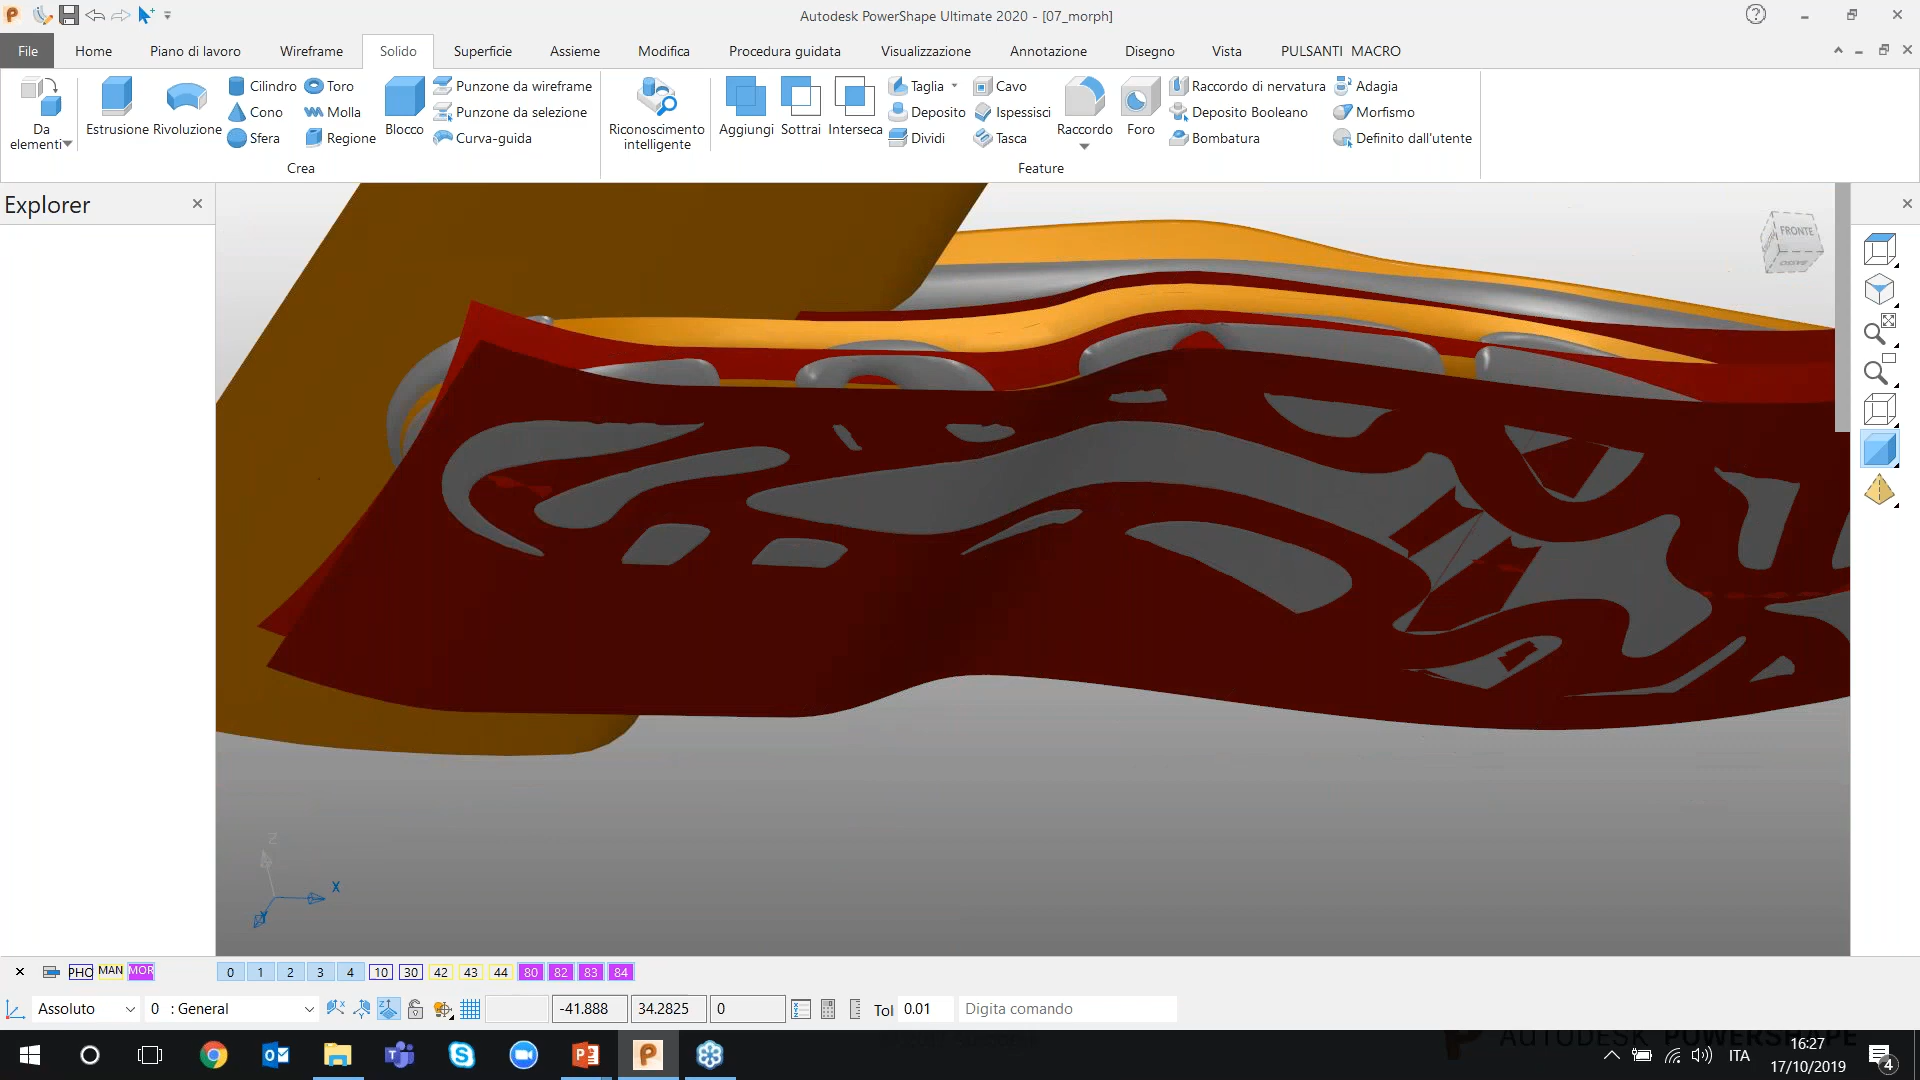 Autodesk PowerShape Ultimate 2020 - [07_morph]
File Home Piano di lavoro Wireframe Solido Superficie Assieme Modifica Procedura guidata Visualizzazione Annotazione Disegno Vista PULSANTI MACRO
Da elementi
Estrusione
Rivoluzione
Cilindro
Cono
Sfera
Toro
Molla
Regione
Blocco
Punzone da wireframe
Punzone da selezione
Curva-guida
Crea
Riconoscimento intelligente
Aggiungi
Sottrai
Interseca
Taglia
Deposito
Dividi
Cavo
Ispessisci
Tasca
Raccordo
Foro
Raccordo di nervatura
Deposito Booleano
Bombatura
Adagia
Morfismo
Definito dall'utente
Feature
Explorer
FRONTE
Z
X
Y
PHO MAN MOR 0 1 2 3 4 10 30 42 43 44 80 82 83 84
Assoluto 0 : General -41.888 34.2825 0 Tol 0.01 Digita comando
AUTODESK POWERSHAPE
ITA
16:27
17/10/2019
4